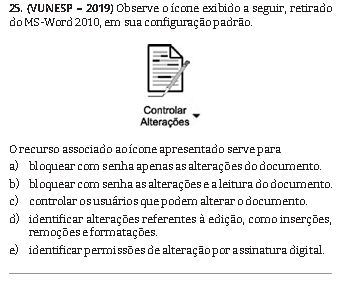 25. (VUNESP – 2019) Observe o ícone exibido a seguir, retirado
do MS-Word 2010, em sua configuração padrão.
Controlar
Alterações
O recurso associado ao ícone apresentado serve para
a) bloquear com senha apenas as alterações do documento.
b) bloquear com senha as alterações e a leitura do documento.
c) controlar os usuários que podem alterar o documento.
d) identificar alterações referentes à edição, como inserções,
remoções e formatações.
e) identificar permissões de alteração por assinatura digital.